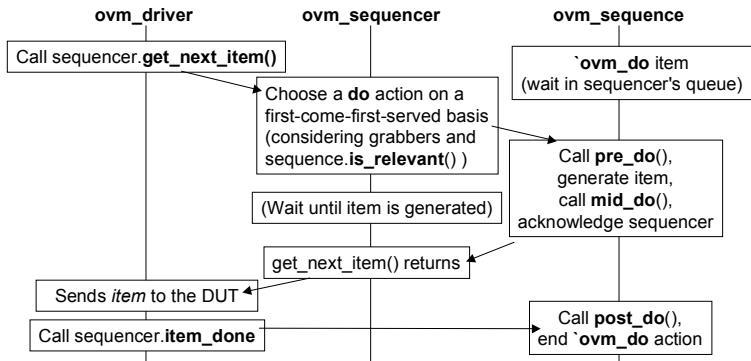 ovm_driver
ovm_sequencer
ovm_sequence
Call sequencer.get_next_item()
`ovm_do item
(wait in sequencer's queue)
Choose a do action on a
first-come-first-served basis
(considering grabbers and
sequence.is_relevant() )
Call pre_do(),
generate item,
call mid_do(),
acknowledge sequencer
(Wait until item is generated)
get_next_item() returns
Sends item to the DUT
Call sequencer.item_done
Call post_do(),
end `ovm_do action